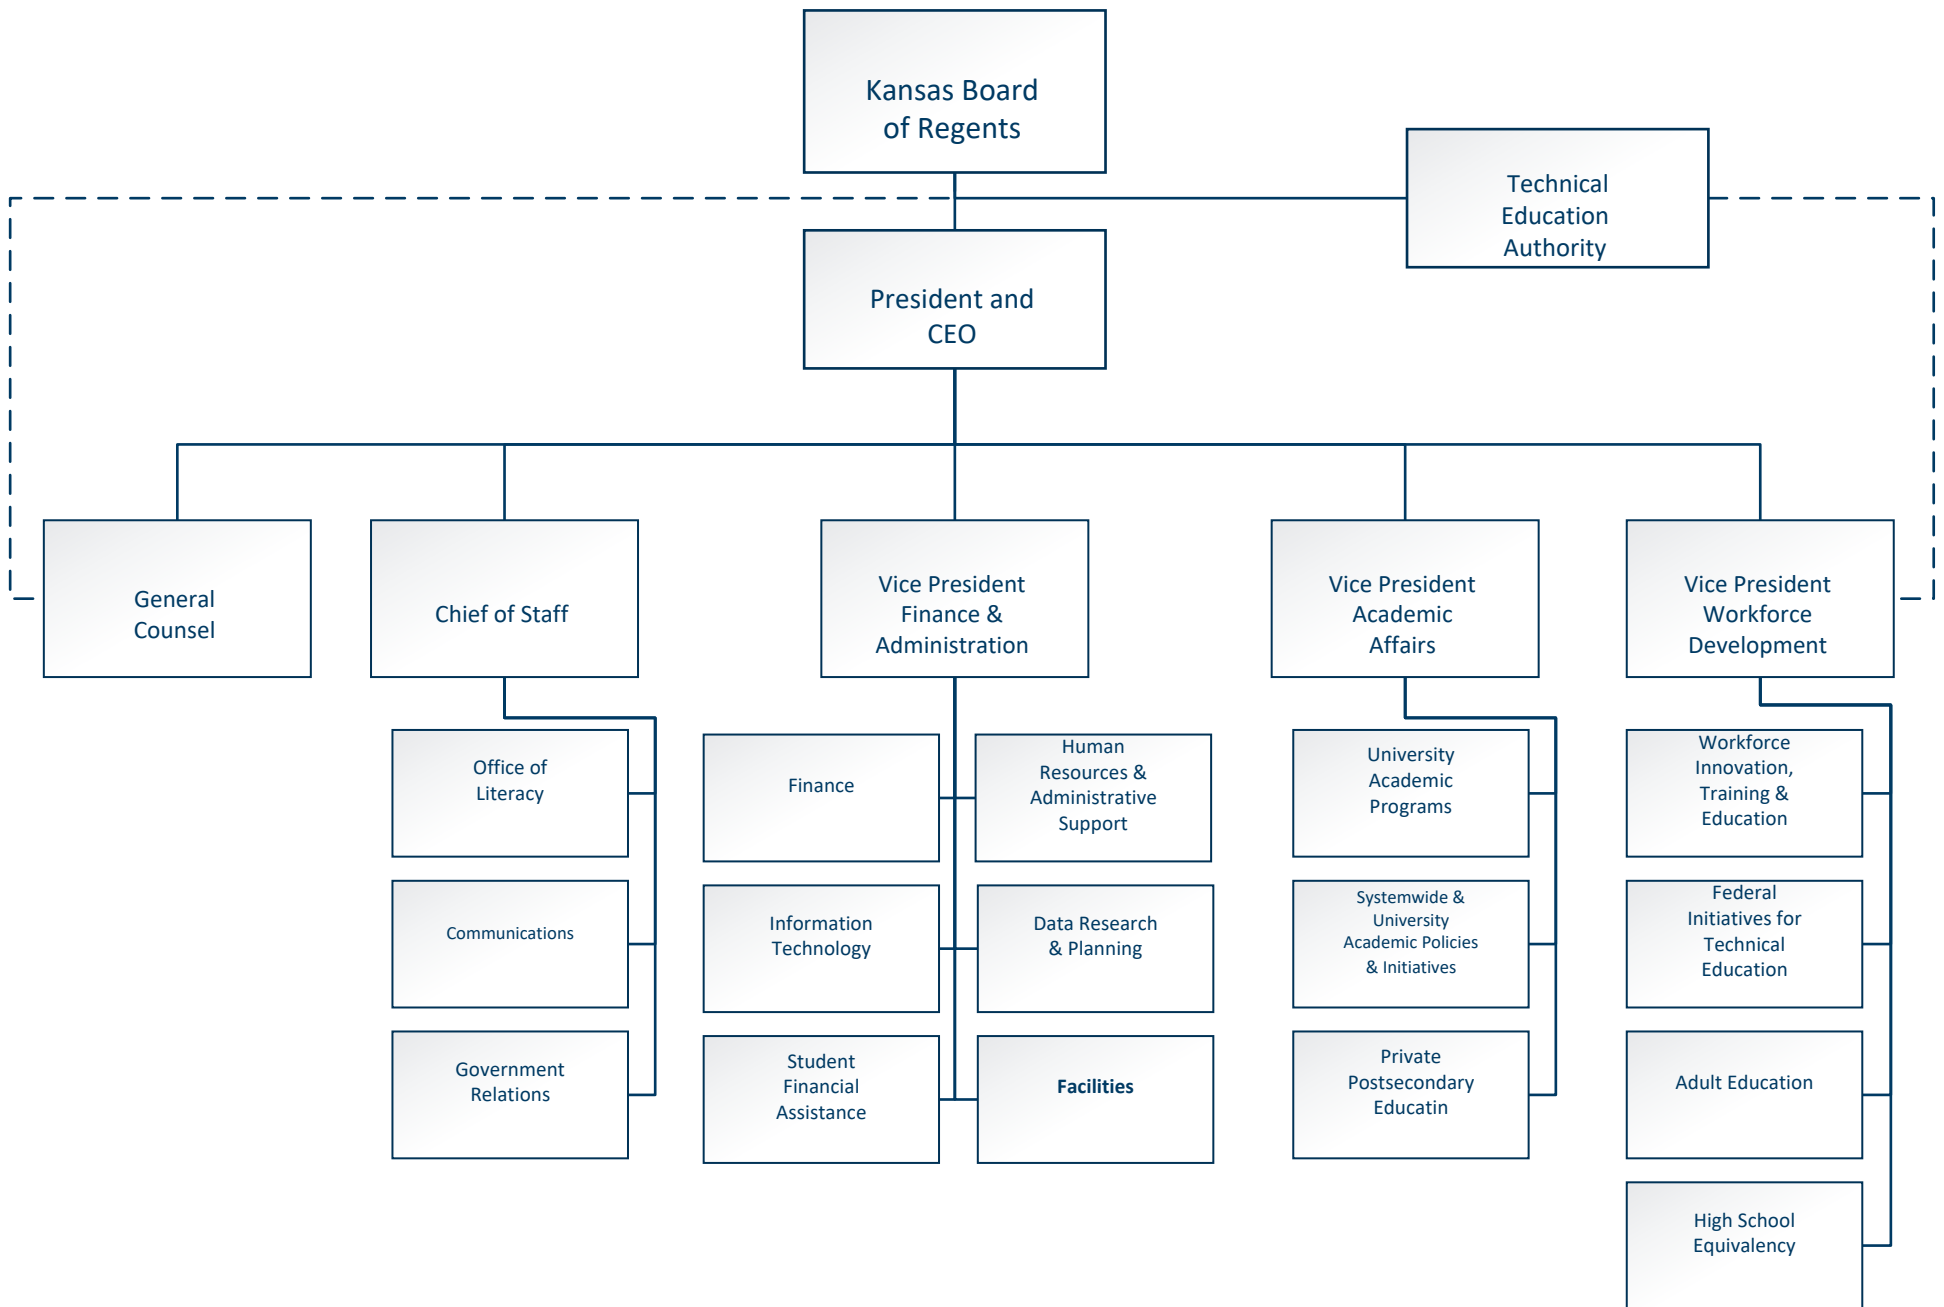 Kansas Board
of Regents
Technical
Education
Authority
President and
CEO
General
Counsel
Chief of Staff
Vice President
Finance &
Administration
Vice President
Academic
Affairs
Vice President
Workforce
Development
Office of
Literacy
Communications
Government
Relations
Finance
Human
Resources &
Administrative
Support
Information
Technology
Data Research
& Planning
Student
Financial
Assistance
Facilities
University
Academic
Programs
Systemwide &
University
Academic Policies
& Initiatives
Private
Postsecondary
Educatin
Workforce
Innovation,
Training &
Education
Federal
Initiatives for
Technical
Education
Adult Education
High School
Equivalency